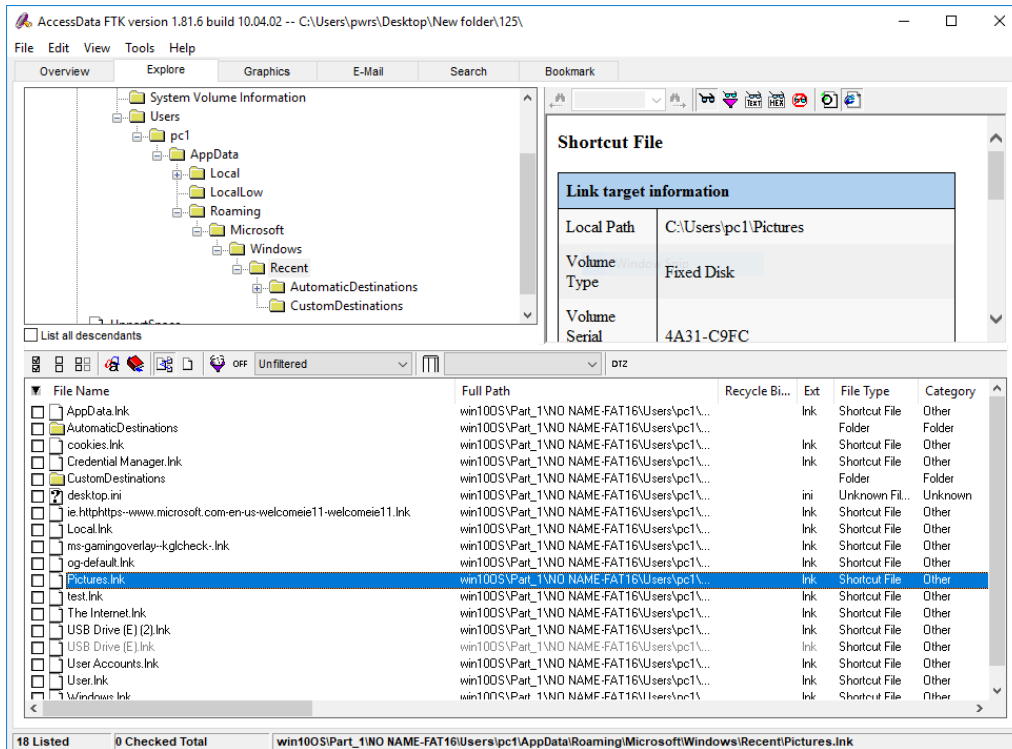 AccessData FTK version 1.81.6 build 10.04.02 -- C:\Users\pwrs\Desktop\New folder\125\
File Edit View Tools Help
Overview Explore Graphics E-Mail Search Bookmark
System Volume Information
Users
pc1
AppData
Local
LocalLow
Roaming
Microsoft
Windows
Recent
AutomaticDestinations
CustomDestinations
List all descendants
TEXT HEX
Shortcut File
Link target information
Local Path C:\Users\pc1\Pictures
Volume Type Fixed Disk
Volume Serial 4A31-C9FC
OFF Unfiltered DTZ
File Name Full Path Recycle Bi... Ext File Type Category
AppData.lnk win10OS\Part_1\NO NAME-FAT16\Users\pc1\... lnk Shortcut File Other
AutomaticDestinations win10OS\Part_1\NO NAME-FAT16\Users\pc1\... Folder Folder
cookies.lnk win10OS\Part_1\NO NAME-FAT16\Users\pc1\... lnk Shortcut File Other
Credential Manager.lnk win10OS\Part_1\NO NAME-FAT16\Users\pc1\... lnk Shortcut File Other
CustomDestinations win10OS\Part_1\NO NAME-FAT16\Users\pc1\... Folder Folder
desktop.ini win10OS\Part_1\NO NAME-FAT16\Users\pc1\... ini Unknown Fil... Unknown
ie.httphttps--www.microsoft.com-en-us-welcomeie11-welcomeie11.lnk win10OS\Part_1\NO NAME-FAT16\Users\pc1\... lnk Shortcut File Other
Local.lnk win10OS\Part_1\NO NAME-FAT16\Users\pc1\... lnk Shortcut File Other
ms-gamingoverlay--kglcheck-.lnk win10OS\Part_1\NO NAME-FAT16\Users\pc1\... lnk Shortcut File Other
og-default.lnk win10OS\Part_1\NO NAME-FAT16\Users\pc1\... lnk Shortcut File Other
Pictures.lnk win10OS\Part_1\NO NAME-FAT16\Users\pc1\... lnk Shortcut File Other
test.lnk win10OS\Part_1\NO NAME-FAT16\Users\pc1\... lnk Shortcut File Other
The Internet.lnk win10OS\Part_1\NO NAME-FAT16\Users\pc1\... lnk Shortcut File Other
USB Drive (E) (2).lnk win10OS\Part_1\NO NAME-FAT16\Users\pc1\... lnk Shortcut File Other
USB Drive (E).lnk win10OS\Part_1\NO NAME-FAT16\Users\pc1\... lnk Shortcut File Other
User Accounts.lnk win10OS\Part_1\NO NAME-FAT16\Users\pc1\... lnk Shortcut File Other
User.lnk win10OS\Part_1\NO NAME-FAT16\Users\pc1\... lnk Shortcut File Other
Windows.lnk win10OS\Part_1\NO NAME-FAT16\Users\pc1\... lnk Shortcut File Other
18 Listed 0 Checked Total win10OS\Part_1\NO NAME-FAT16\Users\pc1\AppData\Roaming\Microsoft\Windows\Recent\Pictures.lnk